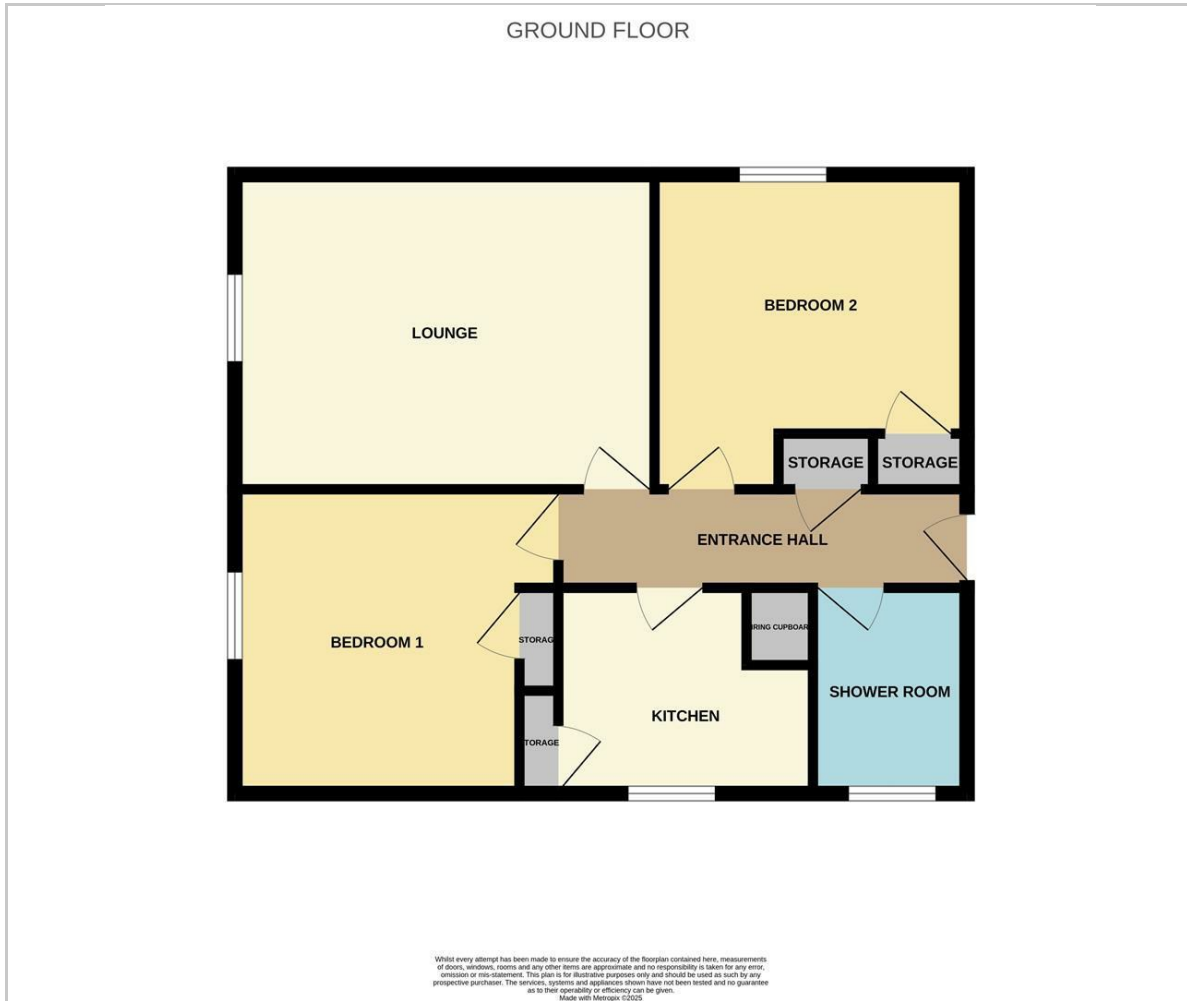 GROUND FLOOR
LOUNGE
BEDROOM 2
STORAGE
STORAGE
ENTRANCE HALL
BEDROOM 1
STORAG
IRING CUPBOAR
SHOWER ROOM
KITCHEN
TORAGE
Whilst every attempt has been made to ensure the accuracy of the floorplan contained here, measurements
of doors, windows, rooms and any other items are approximate and no responsibility is taken for any error,
omission or mis-statement. This plan is for illustrative purposes only and should be used as such by any
prospective purchaser. The services, systems and appliances shown have not been tested and no guarantee
as to their operability or efficiency can be given.
Made with Metropix ©2025